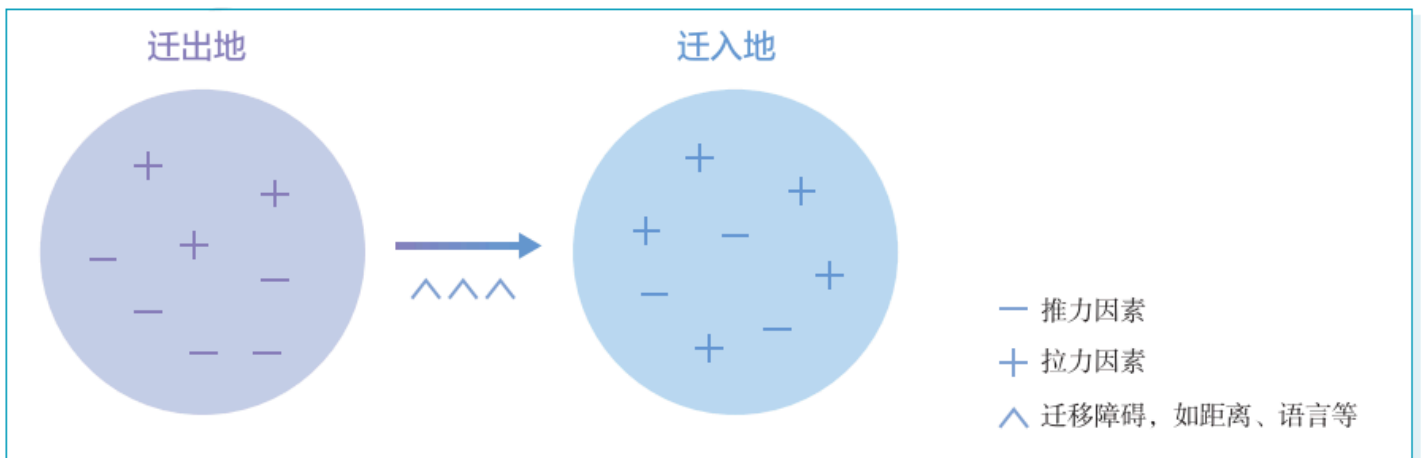 迁出地
迁入地
推力因素
拉力因素
迁移障碍，如距离、语言等